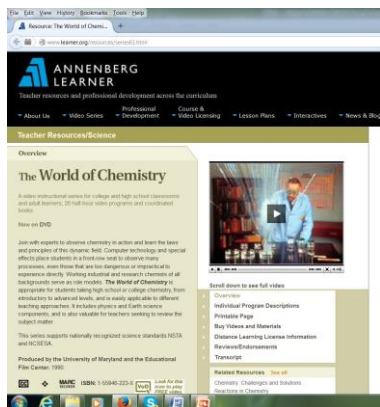 File Edit View History Bookmarks Tools Help
Resource: The World of Chemi...
www.learner.org/resources/series61.html
ANNENBERG
LEARNER
Teacher resources and professional development across the curriculum
About Us
Video Series
Professional
Development
Course &
Video Licensing
Lesson Plans
Interactives
News & Blog
Teacher Resources/Science
Overview
The World of Chemistry
A video instructional series for college and high school classrooms
and adult learners; 26 half-hour video programs and coordinated
books
Now on DVD
Join with experts to observe chemistry in action and learn the laws
and principles of this dynamic field. Computer technology and special
effects place students in a front-row seat to observe many
processes, even those that are too dangerous or impractical to
experience directly. Working industrial and research chemists of all
backgrounds serve as role models. The World of Chemistry is
appropriate for students taking high school or college chemistry, from
introductory to advanced levels, and is easily applicable to different
teaching approaches. It includes physics and Earth science
components, and is also valuable for teachers seeking to review the
subject matter.
This series supports nationally recognized science standards NSTA
and NCSESA.
Produced by the University of Maryland and the Educational
Film Center. 1990.
MARC
ISBN: 1-55946-222-X
VoD
Look for this
icon to play
FREE video.
Scroll down to see full video
Overview
Individual Program Descriptions
Printable Page
Buy Videos and Materials
Distance Learning License Information
Reviews/Endorsements
Transcript
Related Resources See all
Chemistry: Challenges and Solutions
Reactions in Chemistry